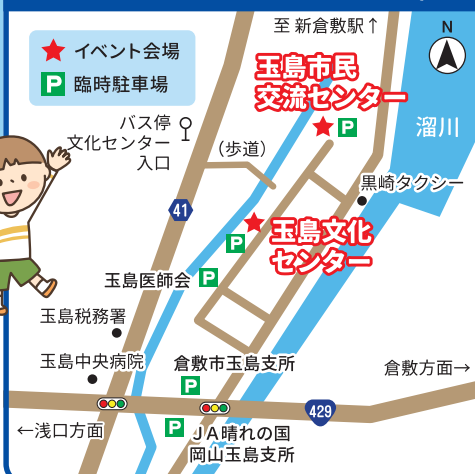 至 新倉敷駅↑
N
イベント会場
P 臨時駐車場
玉島市民
交流センター
P
溜川
バス停
文化センター
入口
(歩道)
黒崎タクシー
41
玉島文化
センター
P
玉島医師会
P
玉島税務署
玉島中央病院
倉敷市玉島支所
倉敷方面→
P
429
←浅口方面
P
JA晴れの国
岡山玉島支所